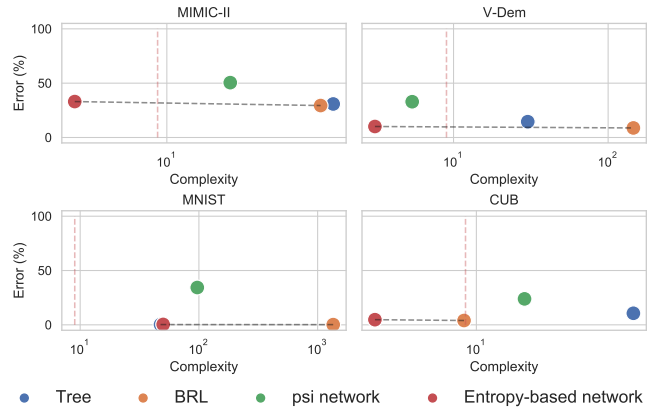 MIMIC-II
V-Dem
100
50
0
Error (%)
10¹
Complexity
10¹
10²
Complexity
MNIST
CUB
100
50
0
Error (%)
10¹
10²
10³
Complexity
10¹
Complexity
Tree
BRL
psi network
Entropy-based network